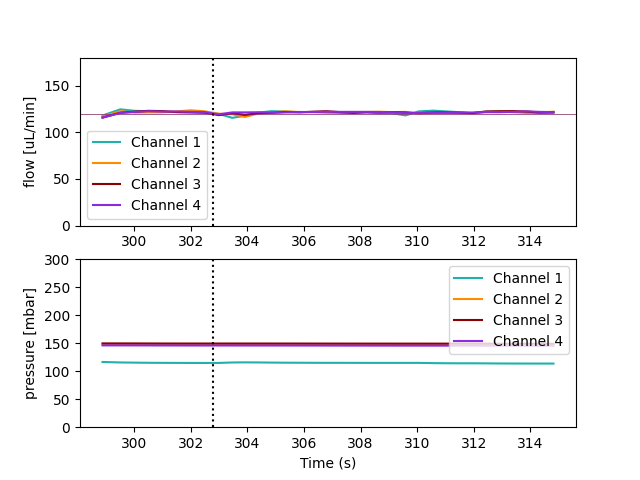 flow [uL/min]
150
100
50
0
Channel 1
Channel 2
Channel 3
Channel 4
300 302 304 306 308 310 312 314
pressure [mbar]
300
250
200
150
100
50
0
Channel 1
Channel 2
Channel 3
Channel 4
300 302 304 306 308 310 312 314
Time (s)